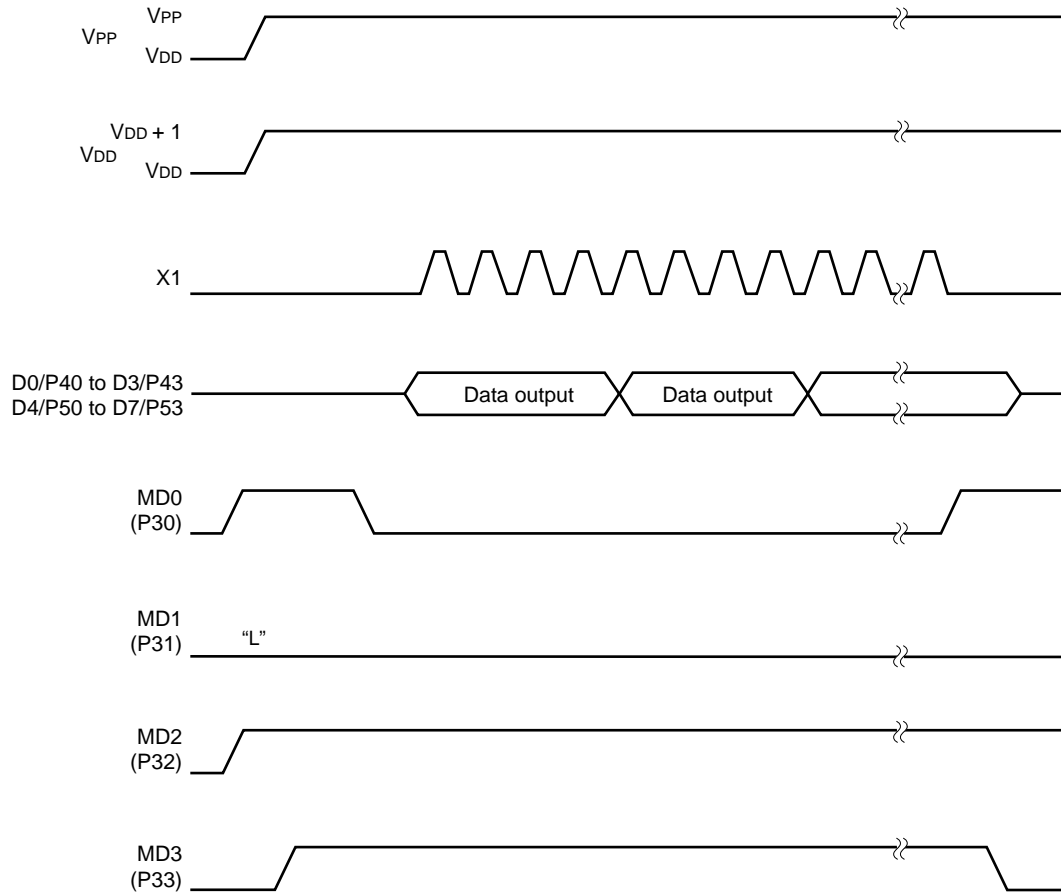 VPP
VPP
VDD
VDD + 1
VDD
VDD
X1
D0/P40 to D3/P43
D4/P50 to D7/P53
Data output
Data output
MD0
(P30)
MD1
(P31)
“L”
MD2
(P32)
MD3
(P33)